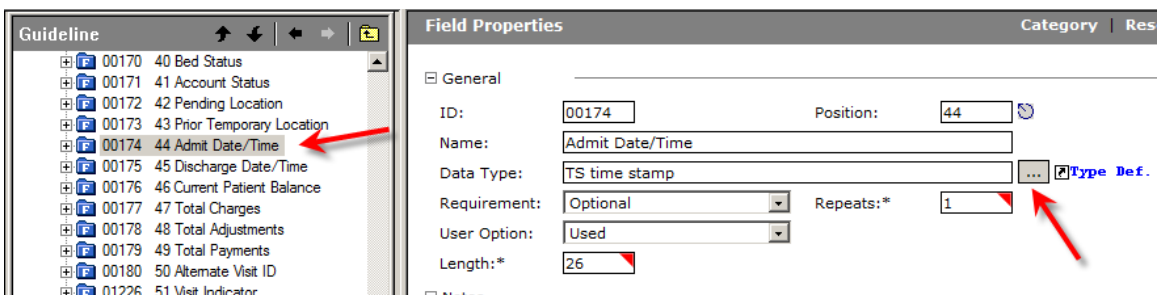 Guideline
00170 40 Bed Status
00171 41 Account Status
00172 42 Pending Location
00173 43 Prior Temporary Location
00174 44 Admit Date/Time
00175 45 Discharge Date/Time
00176 46 Current Patient Balance
00177 47 Total Charges
00178 48 Total Adjustments
00179 49 Total Payments
00180 50 Alternate Visit ID
01226 51 Visit Indicator
Field Properties Category | Res
General
ID: 00174 Position: 44
Name: Admit Date/Time
Data Type: TS time stamp ... Type Def.
Requirement: Optional Repeats:* 1
User Option: Used
Length:* 26
Notes